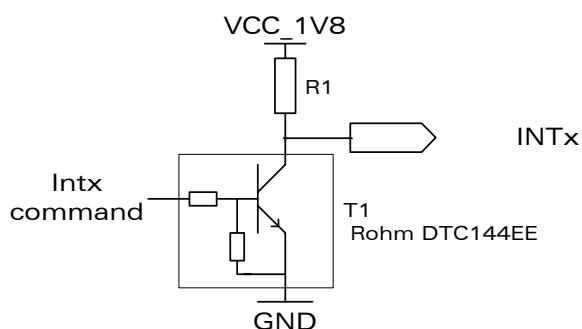 VCC_1V8
R1
INTx
Intx
command
T1
Rohm DTC144EE
GND